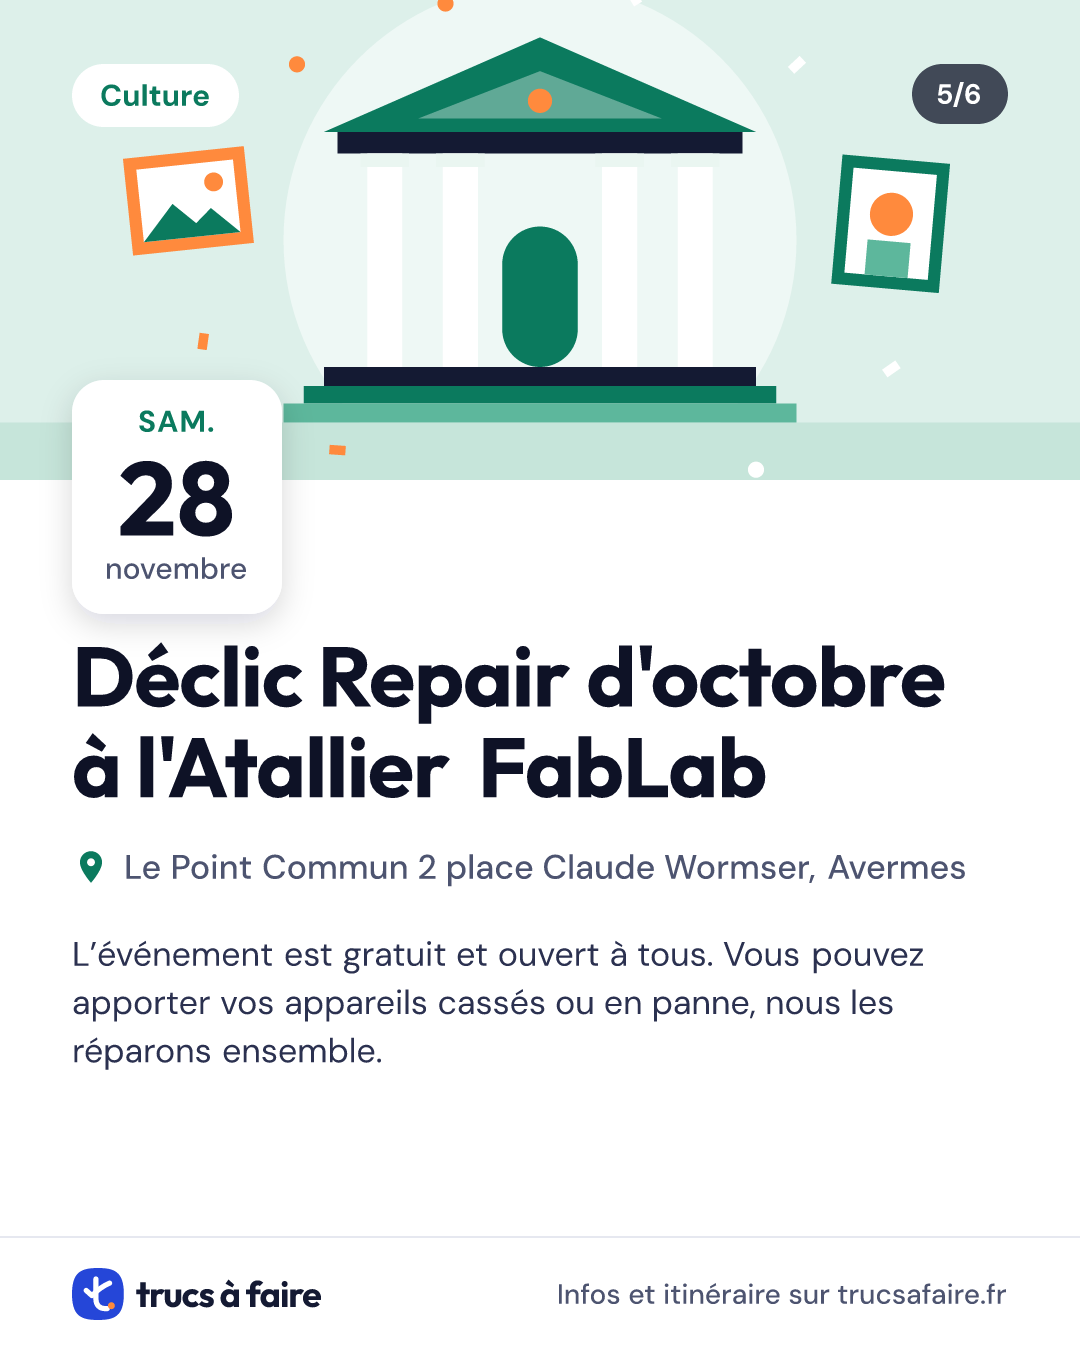 Culture
5/6
SAM.
28
novembre
Déclic Repair d'octobre
à l'Atallier  FabLab
Le Point Commun 2 place Claude Wormser, Avermes
L’événement est gratuit et ouvert à tous. Vous pouvez
apporter vos appareils cassés ou en panne, nous les
réparons ensemble.
trucs à faire
Infos et itinéraire sur trucsafaire.fr